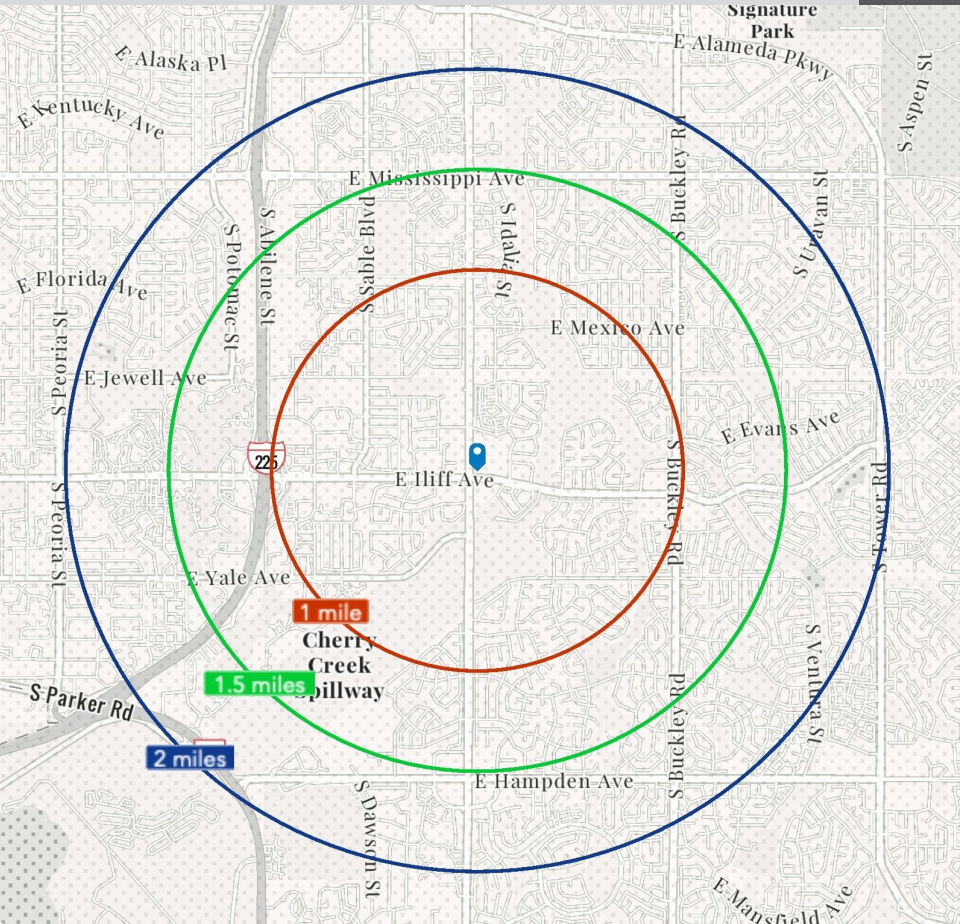 Signature
Park
E Alameda Pkwy
E Alaska Pl
S Aspen St
E Kentucky Ave
E Mississippi Ave
S Buckley Rd
S Uravan St
S Sable Blvd
S Idalia St
S Abilene St
S Potomac St
E Florida Ave
E Mexico Ave
S Peoria St
E Jewell Ave
E Evans Ave
225
E Iliff Ave
S Buckley Rd
S Tower Rd
S Peoria St
E Yale Ave
1 mile
Cherry
Creek
Spillway
1.5 miles
S Ventura St
S Parker Rd
S Buckley Rd
2 miles
E Hampden Ave
S Dawson St
E Mansfield Ave